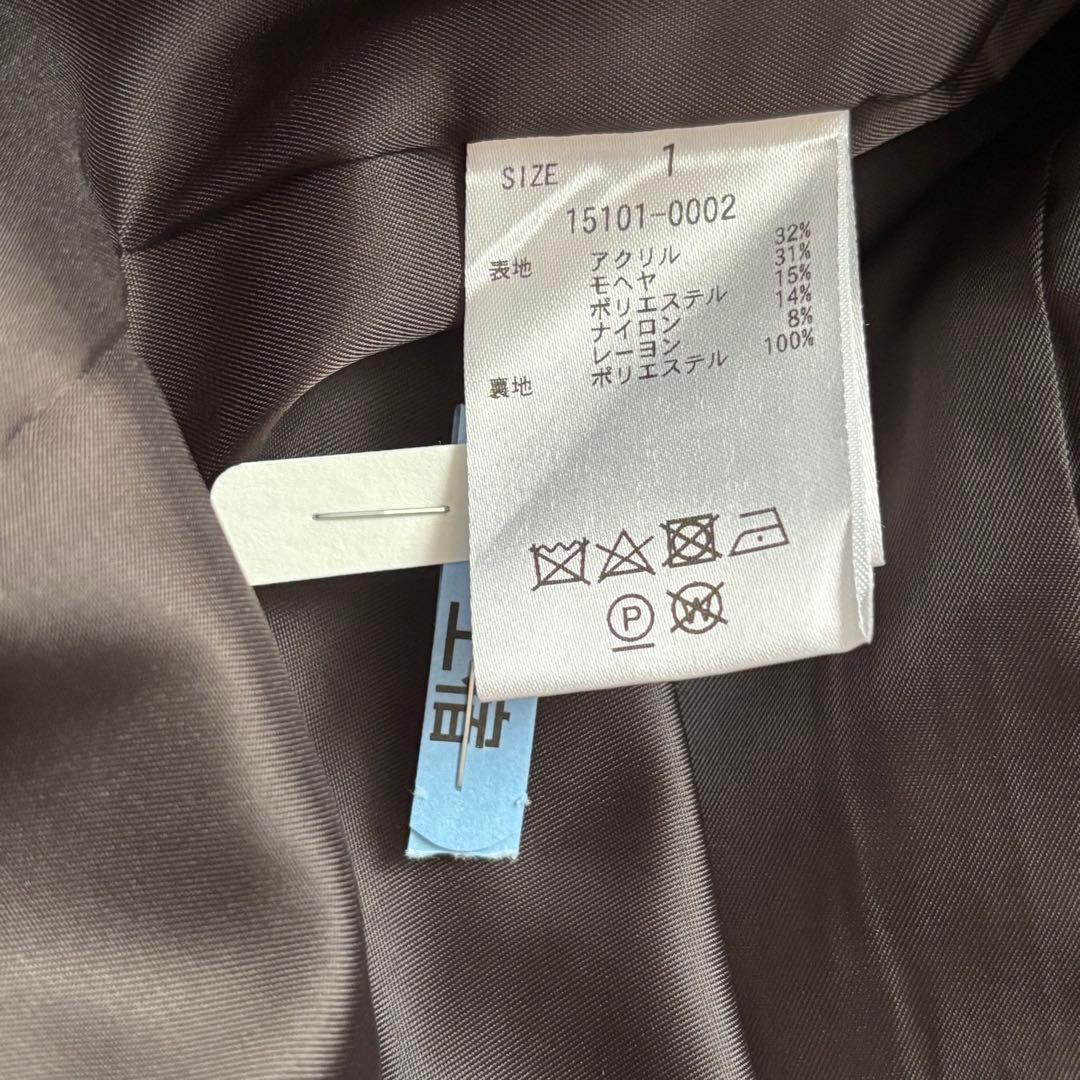 SIZE 1
15101-0002
表地 アクリル 32%
モヘヤ 31%
ポリエステル 15%
ナイロン 14%
レーヨン 8%
裏地 ポリエステル 100%
P
W